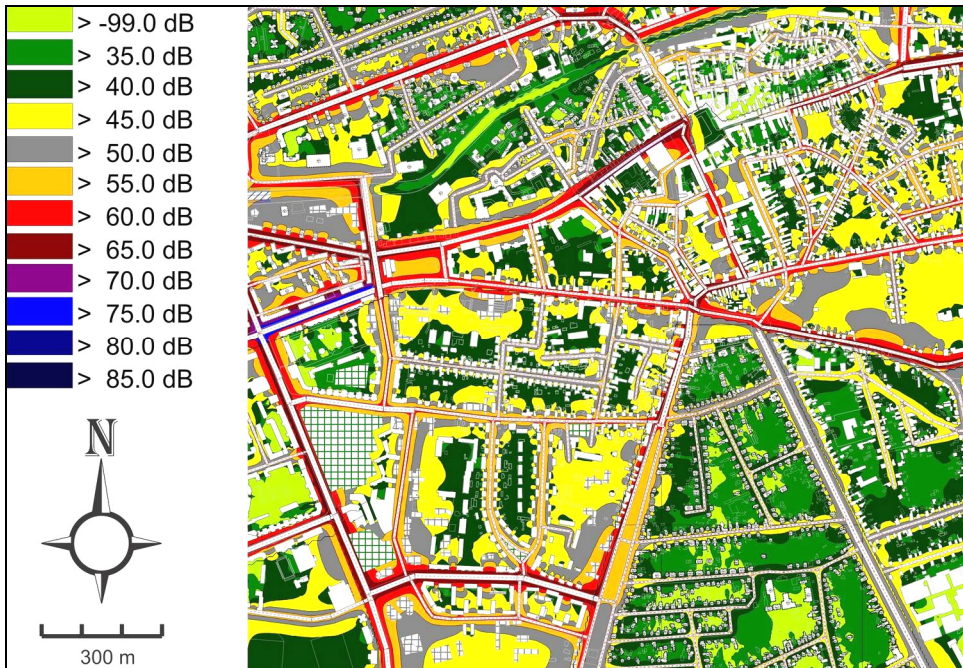 > -99.0 dB
> 35.0 dB
> 40.0 dB
> 45.0 dB
> 50.0 dB
> 55.0 dB
> 60.0 dB
> 65.0 dB
> 70.0 dB
> 75.0 dB
> 80.0 dB
> 85.0 dB
N
300 m